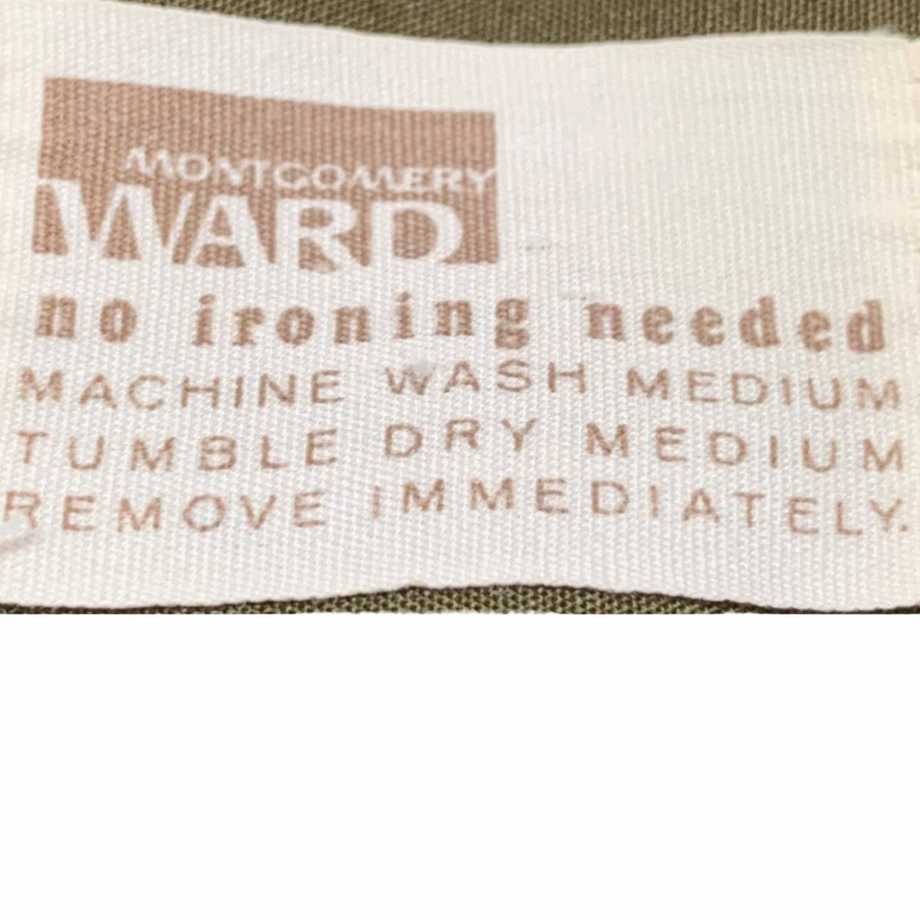 MONTGOMERY
WARD
no ironing needed
MACHINE WASH MEDIUM
TUMBLE DRY MEDIUM
REMOVE IMMEDIATELY.